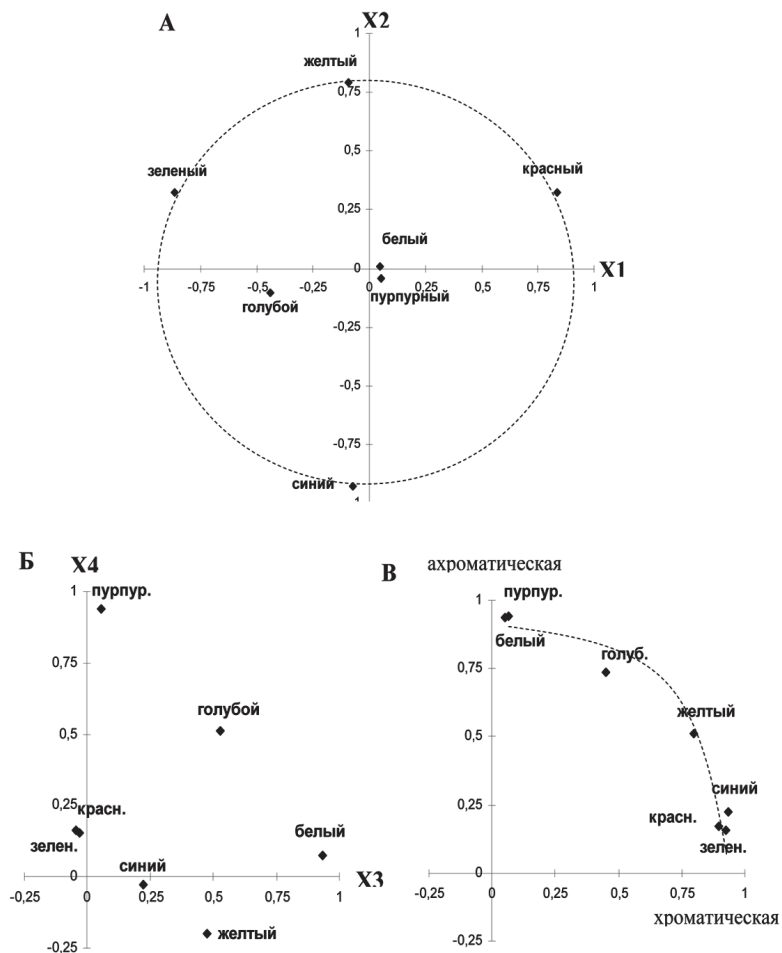 А
X2
1
желтый
0,75
0,5
зеленый
красный
0,25
белый
0
X1
-1
-0,75
-0,5
-0,25
0
0,25
0,5
0,75
1
голубой
пурпурный
-0,25
-0,5
-0,75
синий
1
Б
X4
1
пурпур.
0,75
голубой
0,5
0,25
красн.
зелен.
белый
синий
0
X3
-0,25
0
0,25
0,5
0,75
1
желтый
-0,25
В
ахроматическая
пурпур.
1
белый
голуб.
0,75
желтый
0,5
синий
0,25
красн.
зелен.
0
-0,25
0
0,25
0,5
0,75
1
хроматическая
-0,25